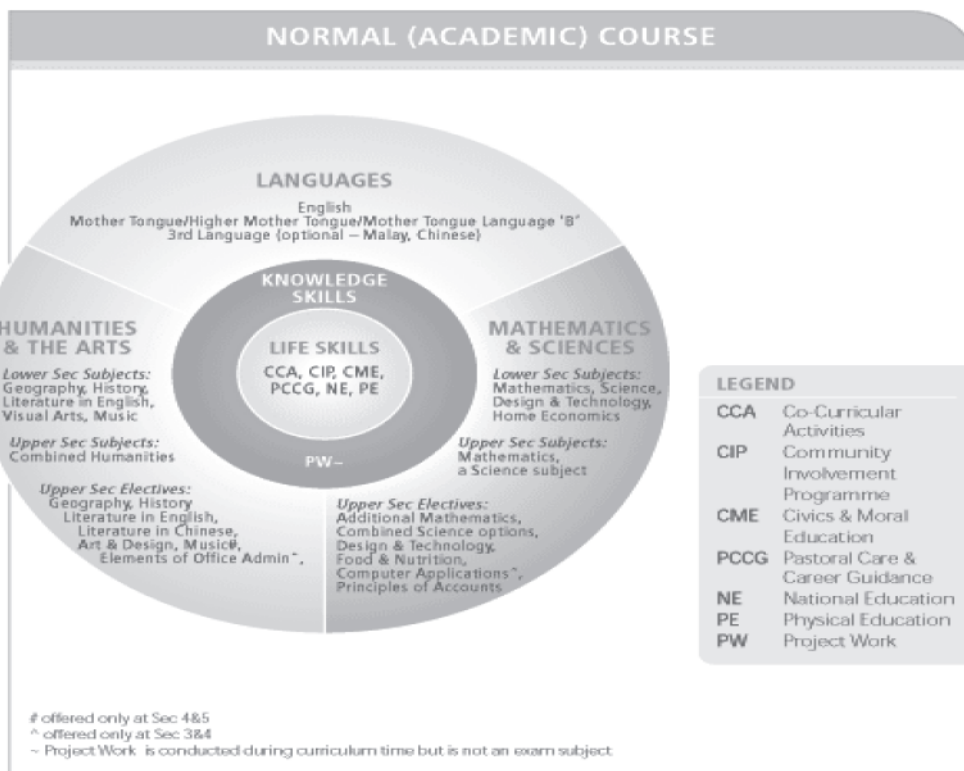 NORMAL (ACADEMIC) COURSE
LANGUAGES
English
Mother Tongue/Higher Mother Tongue/Mother Tongue Language 'B'
3rd Language (optional – Malay, Chinese)
KNOWLEDGE
SKILLS
LIFE SKILLS
CCA, CIP, CME,
PCCG, NE, PE
PW~
HUMANITIES
& THE ARTS
Lower Sec Subjects:
Geography, History,
Literature in English,
Visual Arts, Music
Upper Sec Subjects:
Combined Humanities
Upper Sec Electives:
Geography, History
Literature in English,
Literature in Chinese,
Art & Design, Music#,
Elements of Office Admin^,
MATHEMATICS
& SCIENCES
Lower Sec Subjects:
Mathematics, Science,
Design & Technology,
Home Economics
Upper Sec Subjects:
Mathematics,
a Science subject
Upper Sec Electives:
Additional Mathematics,
Combined Science options,
Design & Technology,
Food & Nutrition,
Computer Applications^,
Principles of Accounts
LEGEND
CCA Co-Curricular
Activities
CIP Community
Involvement
Programme
CME Civics & Moral
Education
PCCG Pastoral Care &
Career Guidance
NE National Education
PE Physical Education
PW Project Work
# offered only at Sec 4&5
^ offered only at Sec 3&4
~ Project Work is conducted during curriculum time but is not an exam subject